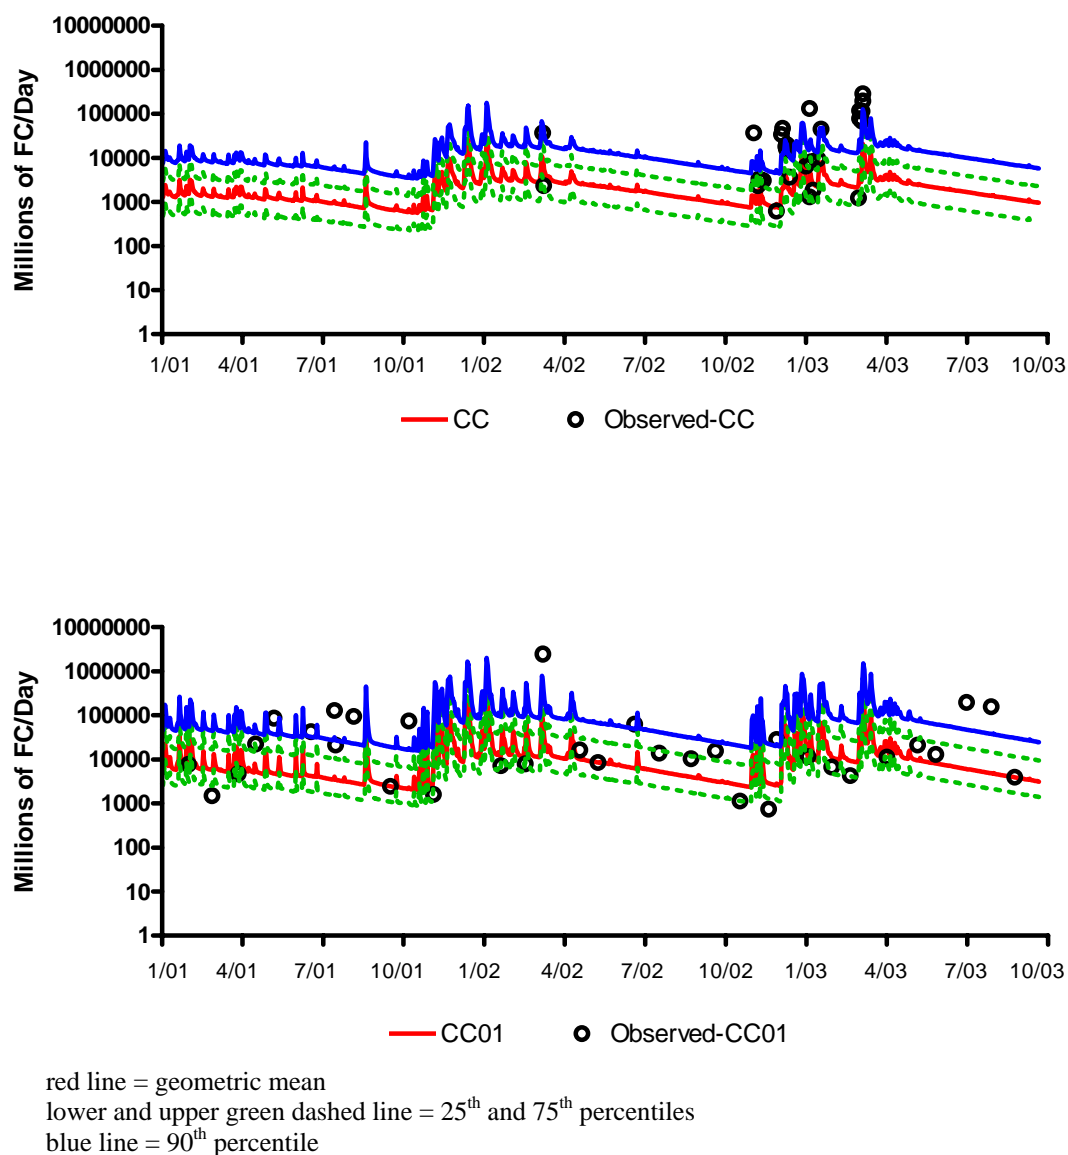 10000000
1000000
100000
10000
1000
100
10
1
Millions of FC/Day
1/01 4/01 7/01 10/01 1/02 4/02 7/02 10/02 1/03 4/03 7/03 10/03
CC Observed-CC
10000000
1000000
100000
10000
1000
100
10
1
Millions of FC/Day
1/01 4/01 7/01 10/01 1/02 4/02 7/02 10/02 1/03 4/03 7/03 10/03
CC01 Observed-CC01
red line = geometric mean
lower and upper green dashed line = 25th and 75th percentiles
blue line = 90th percentile